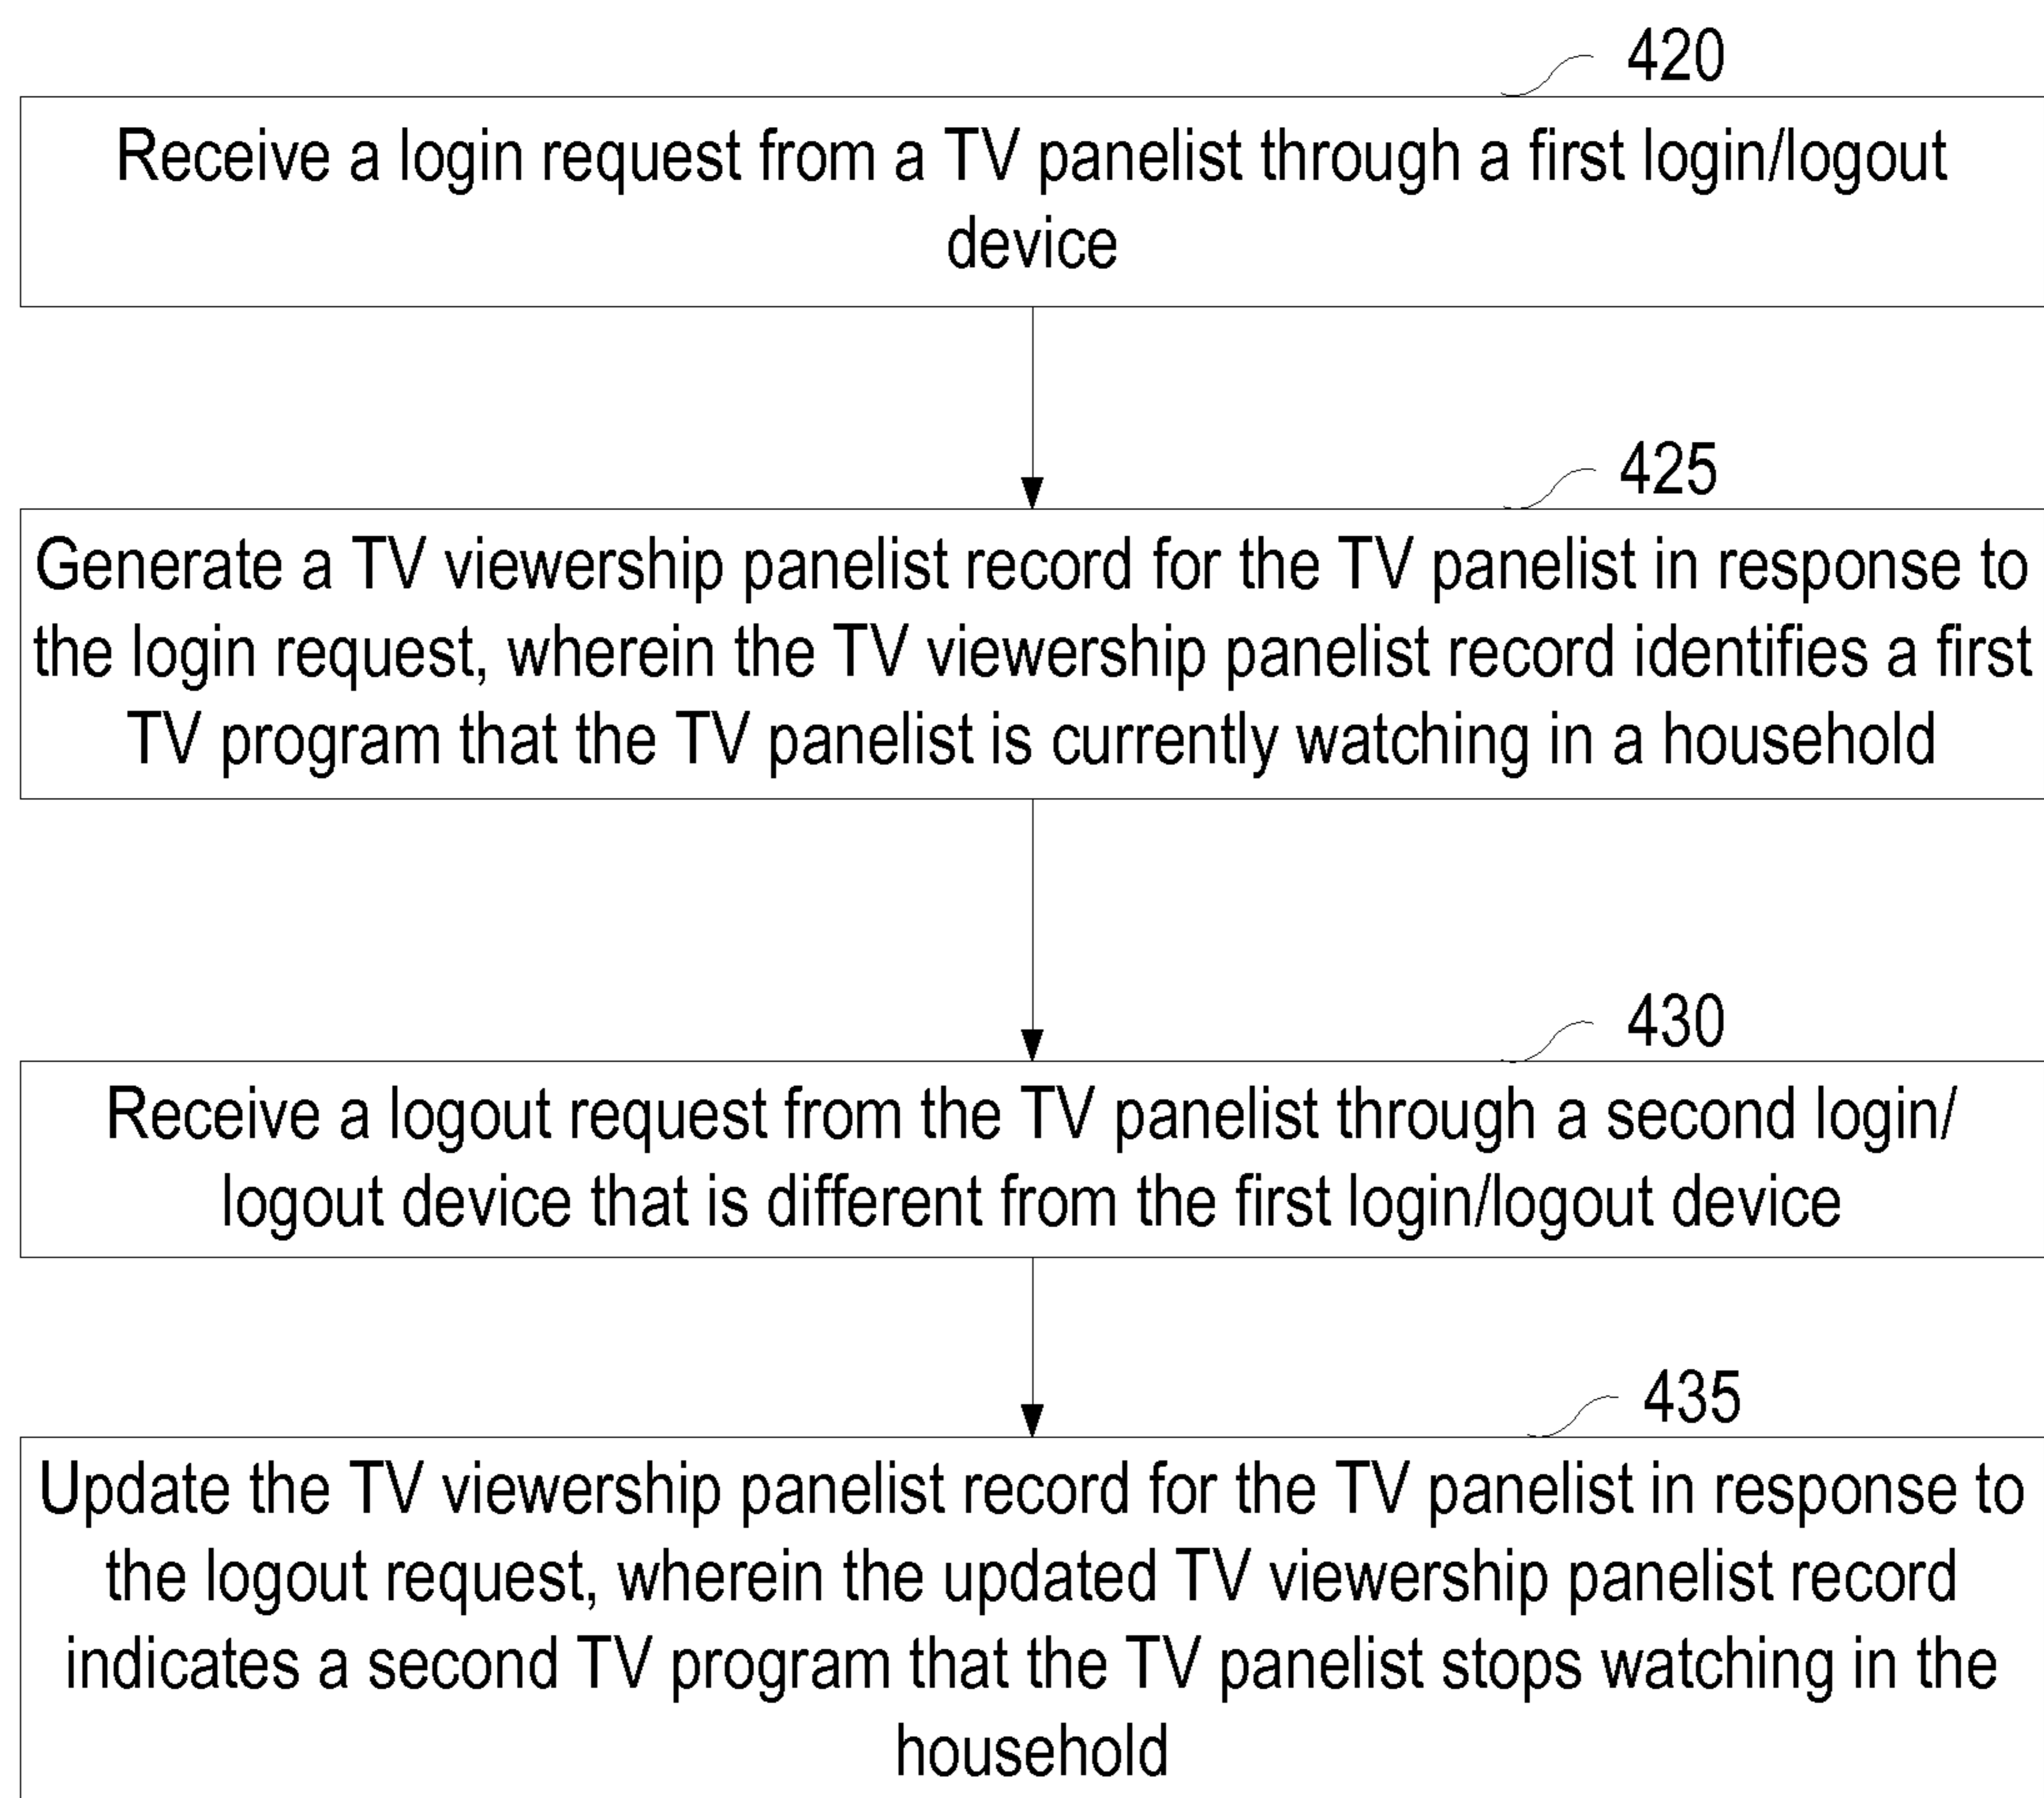 420
Receive a login request from a TV panelist through a first login/logout
device
425
Generate a TV viewership panelist record for the TV panelist in response to
the login request, wherein the TV viewership panelist record identifies a first
TV program that the TV panelist is currently watching in a household
430
Receive a logout request from the TV panelist through a second login/
logout device that is different from the first login/logout device
435
Update the TV viewership panelist record for the TV panelist in response to
the logout request, wherein the updated TV viewership panelist record
indicates a second TV program that the TV panelist stops watching in the
household